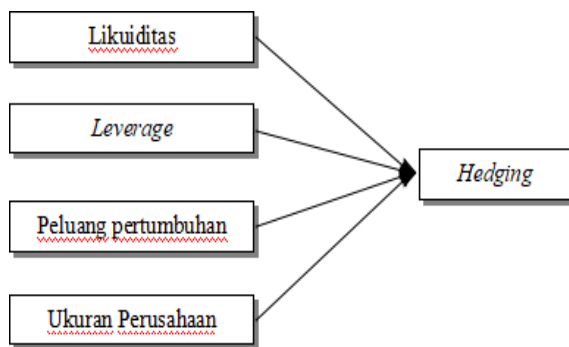 Likuiditas
Leverage
Hedging
Peluang pertumbuhan
Ukuran Perusahaan